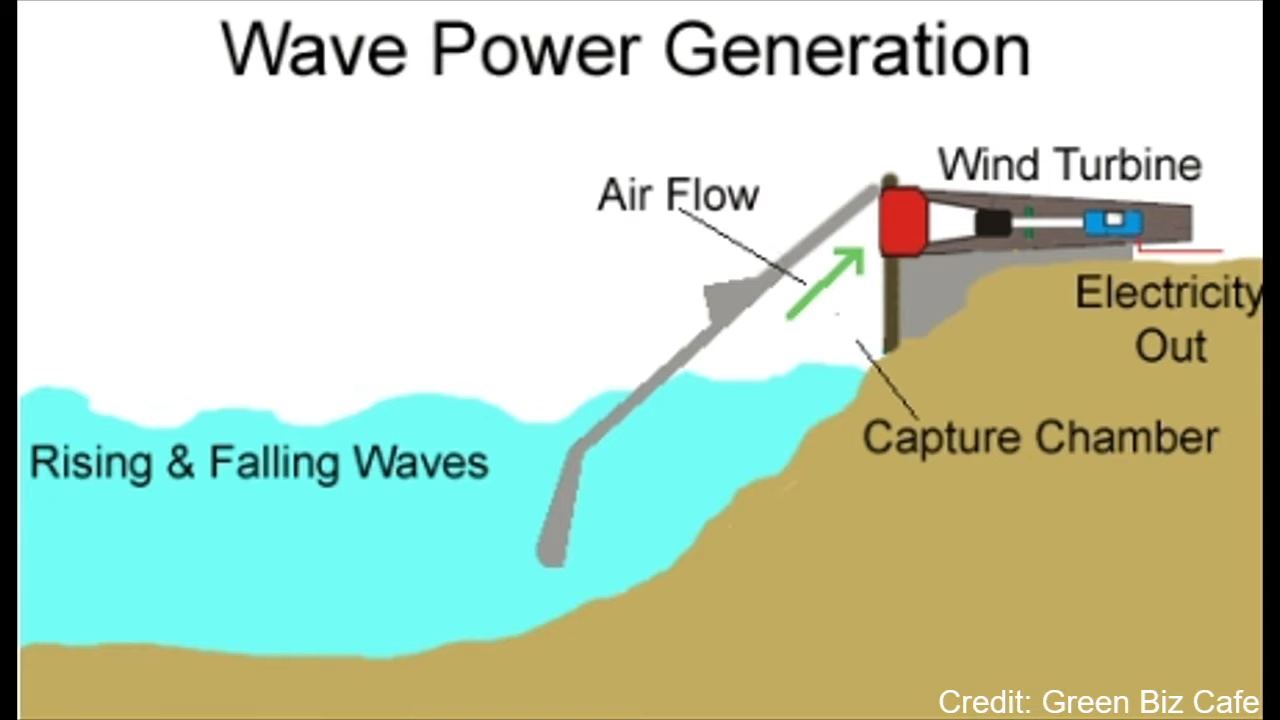 Wave Power Generation
Wind Turbine
Air Flow
Electricity
Out
Capture Chamber
Rising & Falling Waves
Credit: Green Biz Cafe